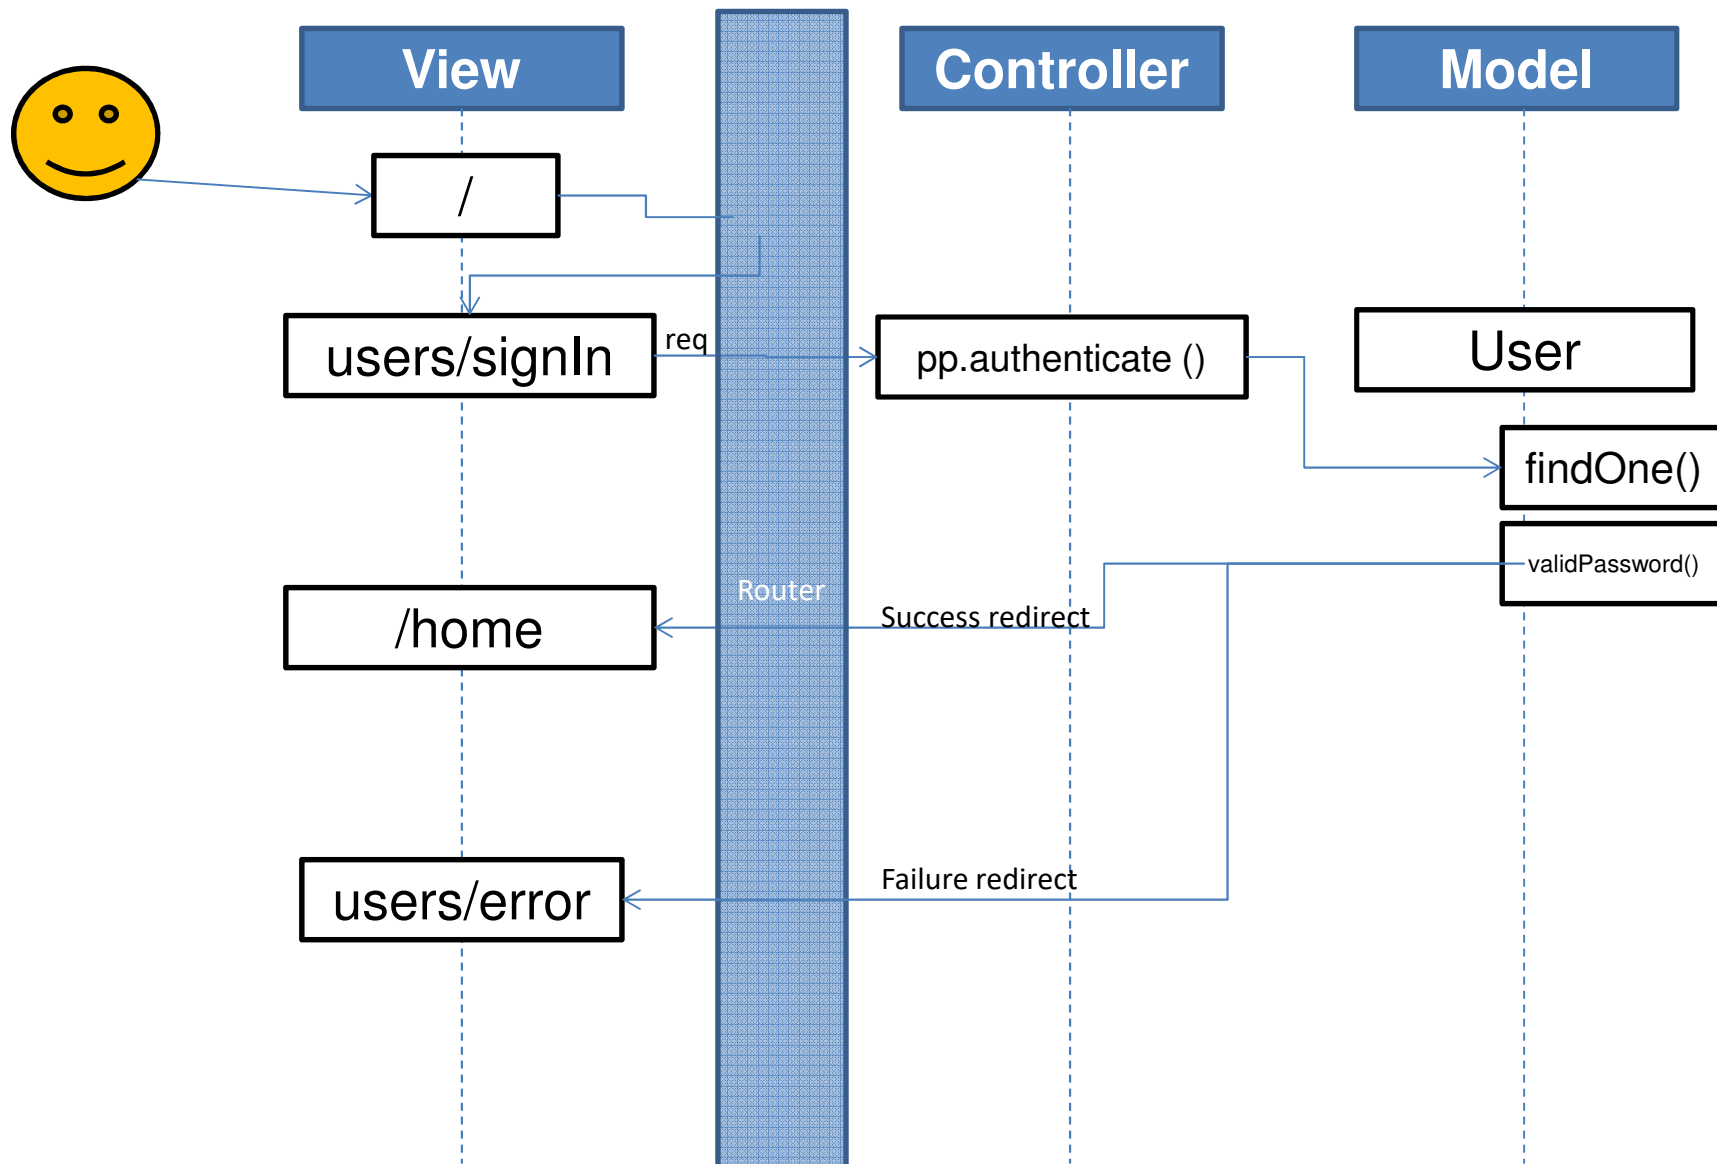 View
Controller
Model
/
users/signIn
req
pp.authenticate ()
User
findOne()
validPassword()
Router
/home
Success redirect
users/error
Failure redirect